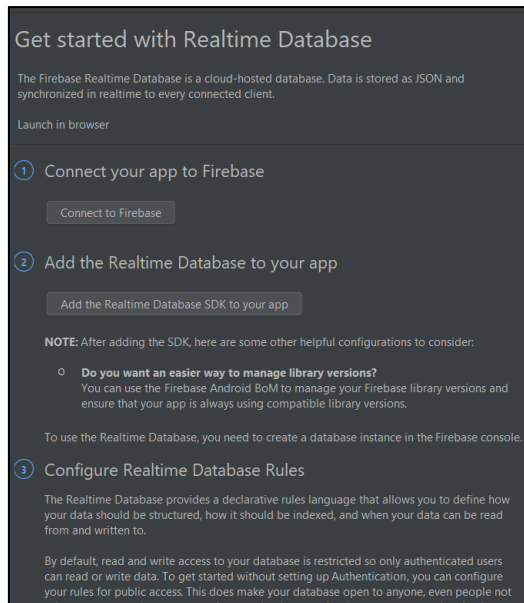 Get started with Realtime Database
The Firebase Realtime Database is a cloud-hosted database. Data is stored as JSON and
synchronized in realtime to every connected client.
Launch in browser
1 Connect your app to Firebase
Connect to Firebase
2 Add the Realtime Database to your app
Add the Realtime Database SDK to your app
NOTE: After adding the SDK, here are some other helpful configurations to consider:
Do you want an easier way to manage library versions?
You can use the Firebase Android BoM to manage your Firebase library versions and
ensure that your app is always using compatible library versions.
To use the Realtime Database, you need to create a database instance in the Firebase console.
3 Configure Realtime Database Rules
The Realtime Database provides a declarative rules language that allows you to define how
your data should be structured, how it should be indexed, and when your data can be read
from and written to.
By default, read and write access to your database is restricted so only authenticated users
can read or write data. To get started without setting up Authentication, you can configure
your rules for public access. This does make your database open to anyone, even people not